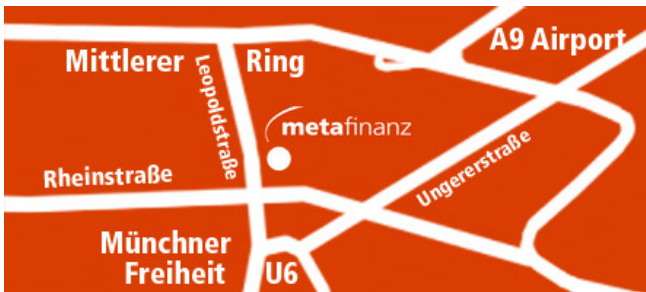 A9 Airport
Mittlerer Ring
Leopoldstraße
metafinanz
Rheinstraße
Ungererstraße
Münchner
Freiheit
U6